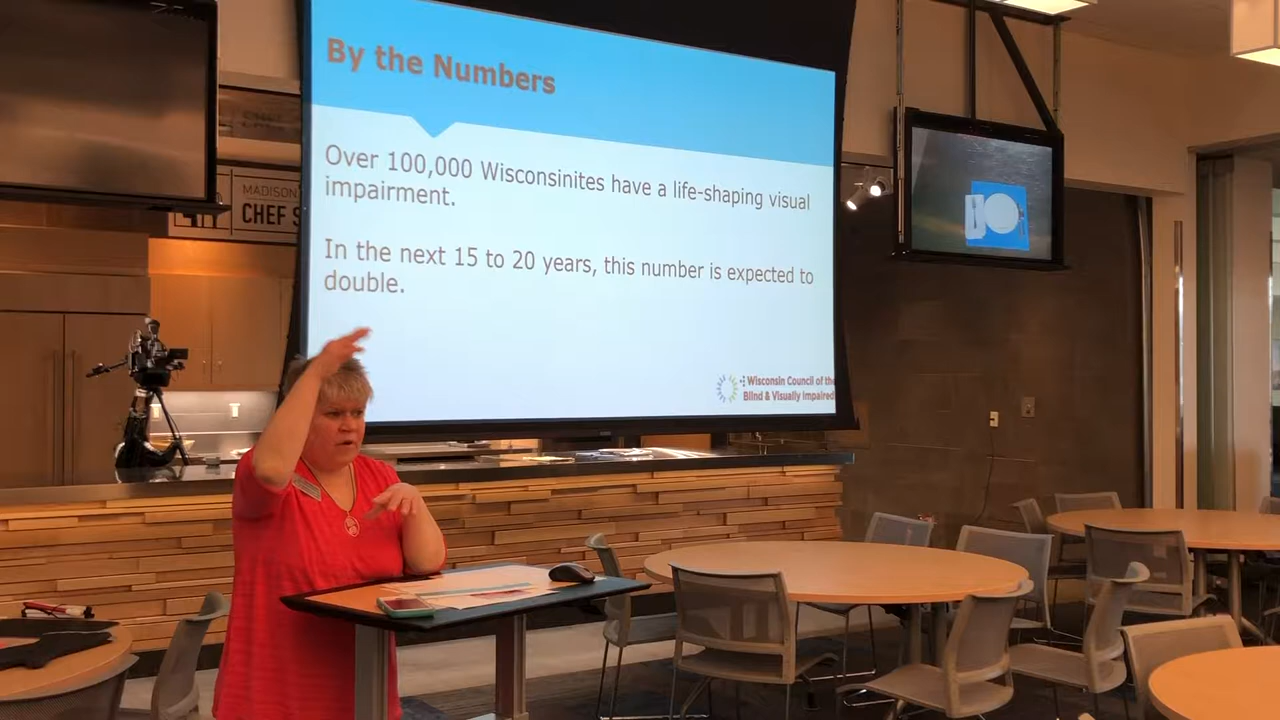 By the Numbers
Over 100,000 Wisconsinites have a life-shaping visual
impairment.
In the next 15 to 20 years, this number is expected to
double.
Wisconsin Council of the
Blind & Visually Impaired
MADISON
CHEF S